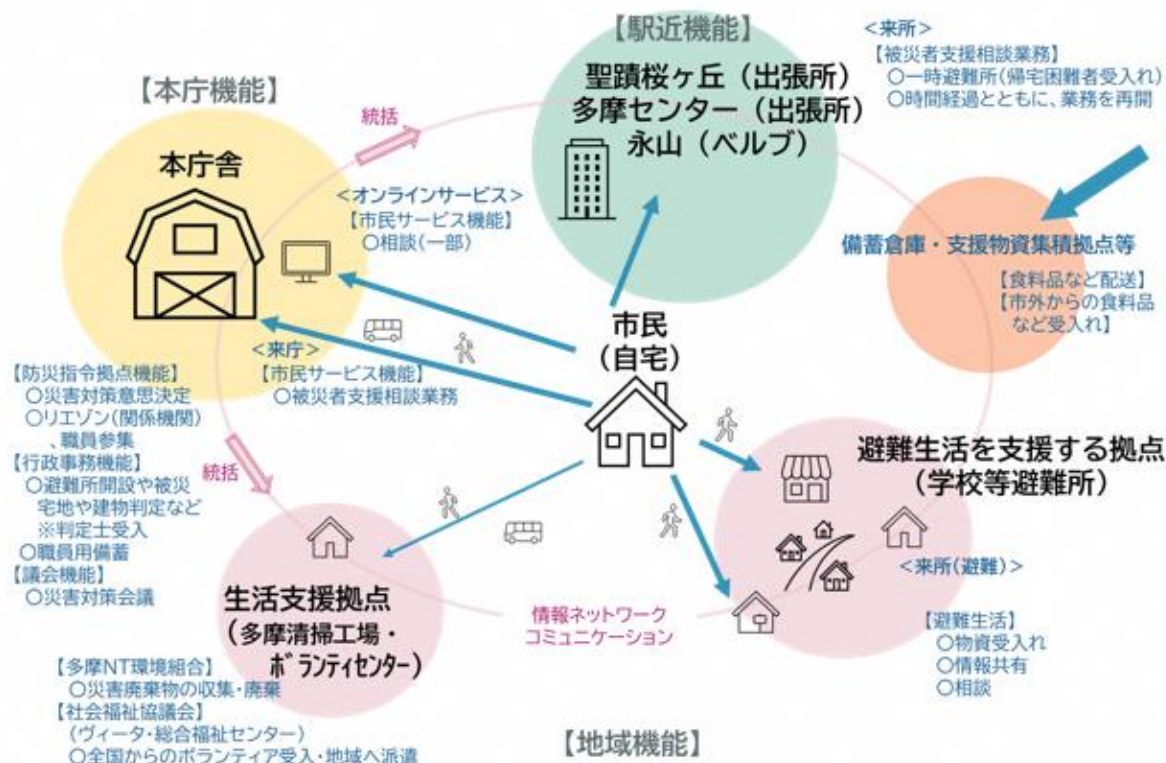 【本庁機能】
本庁舎
統括
<オンラインサービス>
【市民サービス機能】
○相談(一部)
【駅近機能】
聖蹟桜ヶ丘(出張所)
多摩センター(出張所)
永山(ベルブ)
<来所>
【被災者支援相談業務】
○一時避難所(帰宅困難者受入れ)
○時間経過とともに、業務を再開
備蓄倉庫・支援物資集積拠点等
【食料品など配送】
【市外からの食料品
など受入れ】
市民
(自宅)
<来庁>
【市民サービス機能】
○被災者支援相談業務
【防災指令拠点機能】
○災害対策意思決定
○リエゾン(関係機関)
、職員参集
【行政事務機能】
○避難所開設や被災
宅地や建物判定など
※判定士受入
○職員用備蓄
【議会機能】
○災害対策会議
統括
生活支援拠点
(多摩清掃工場・
ボランティセンター)
【多摩NT環境組合】
○災害廃棄物の収集・廃棄
【社会福祉協議会】
(ヴィータ・総合福祉センター)
○全国からのボランティア受入・地域へ派遣
情報ネットワーク
コミュニケーション
避難生活を支援する拠点
(学校等避難所)
<来所(避難)>
【避難生活】
○物資受入れ
○情報共有
○相談
【地域機能】